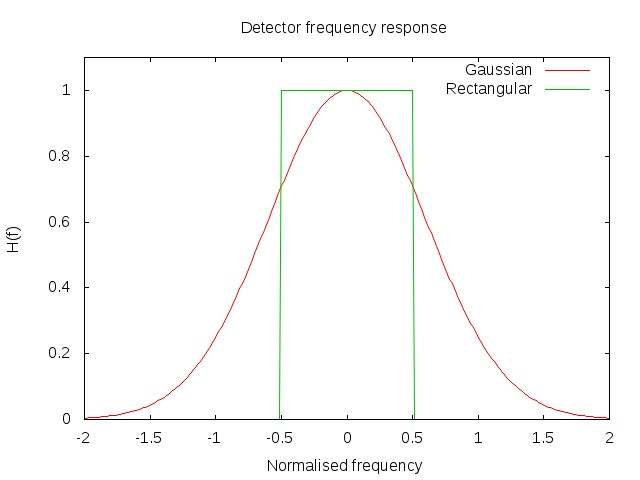 Detector frequency response
Gaussian
Rectangular
1
0.8
0.6
0.4
0.2
0
H(f)
-2 -1.5 -1 -0.5 0 0.5 1 1.5 2
Normalised frequency